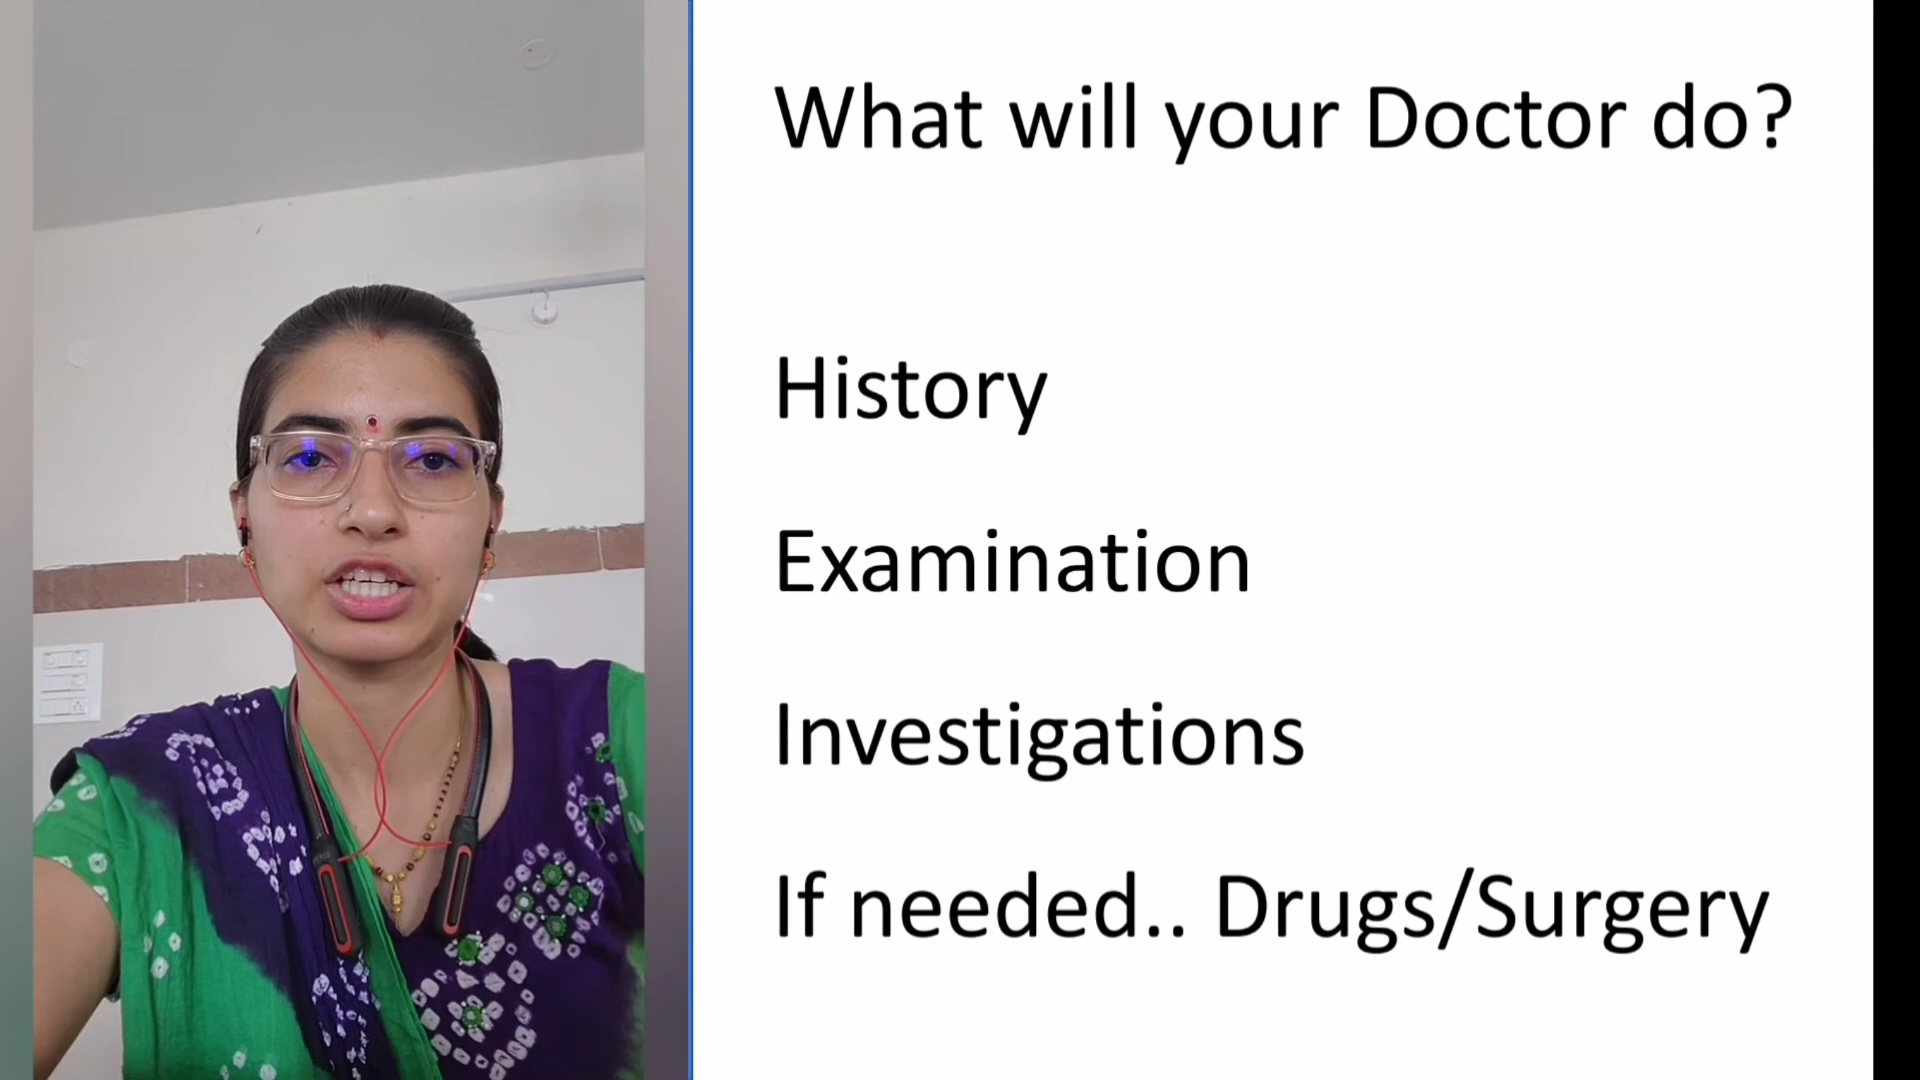 What will your Doctor do?
History
Examination
Investigations
If needed.. Drugs/Surgery